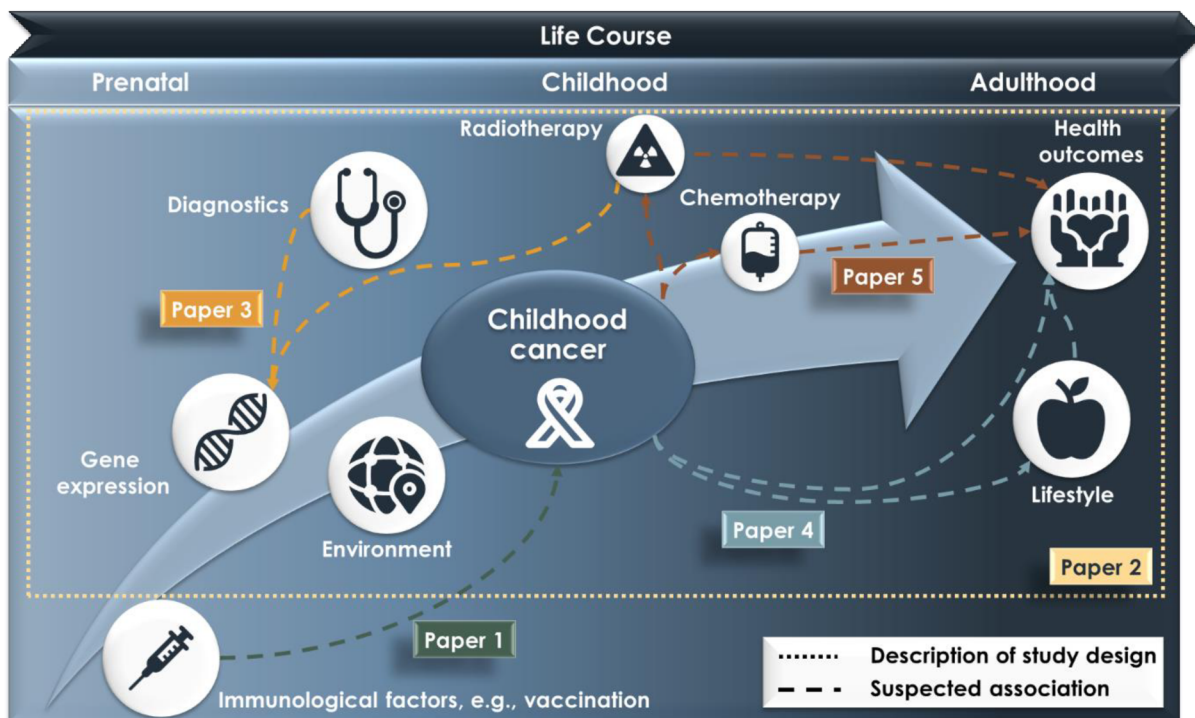 Life Course
Prenatal
Childhood
Adulthood
Radiotherapy
Health
outcomes
Diagnostics
Chemotherapy
Paper 5
Paper 3
Childhood
cancer
Gene
expression
Environment
Lifestyle
Paper 4
Paper 2
Paper 1
Immunological factors, e.g., vaccination
Description of study design
Suspected association